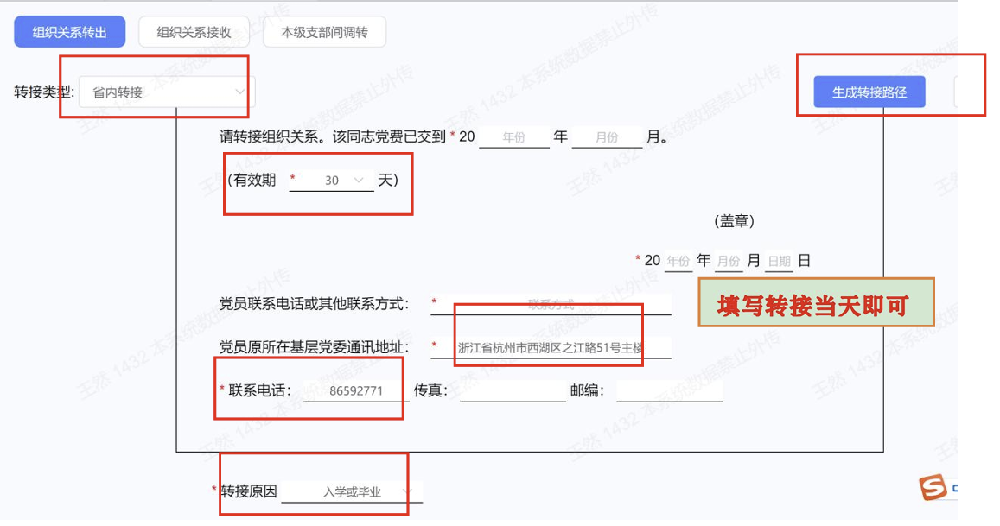 组织关系转出 组织关系接收 本级支部间调转
转接类型: 省内转接 生成转接路径
请转接组织关系。该同志党费已交到 * 20 年份 年 月份 月。
(有效期 * 30 天)
(盖章)
* 20 年份 年 月份 月 日期 日
填写转接当天即可
党员联系电话或其他联系方式: * 联系方式
党员原所在基层党委通讯地址: * 浙江省杭州市西湖区之江路51号主楼
* 联系电话: 86592771 传真: 邮编:
* 转接原因 入学或毕业
王然 1432 本系统数据禁止外传